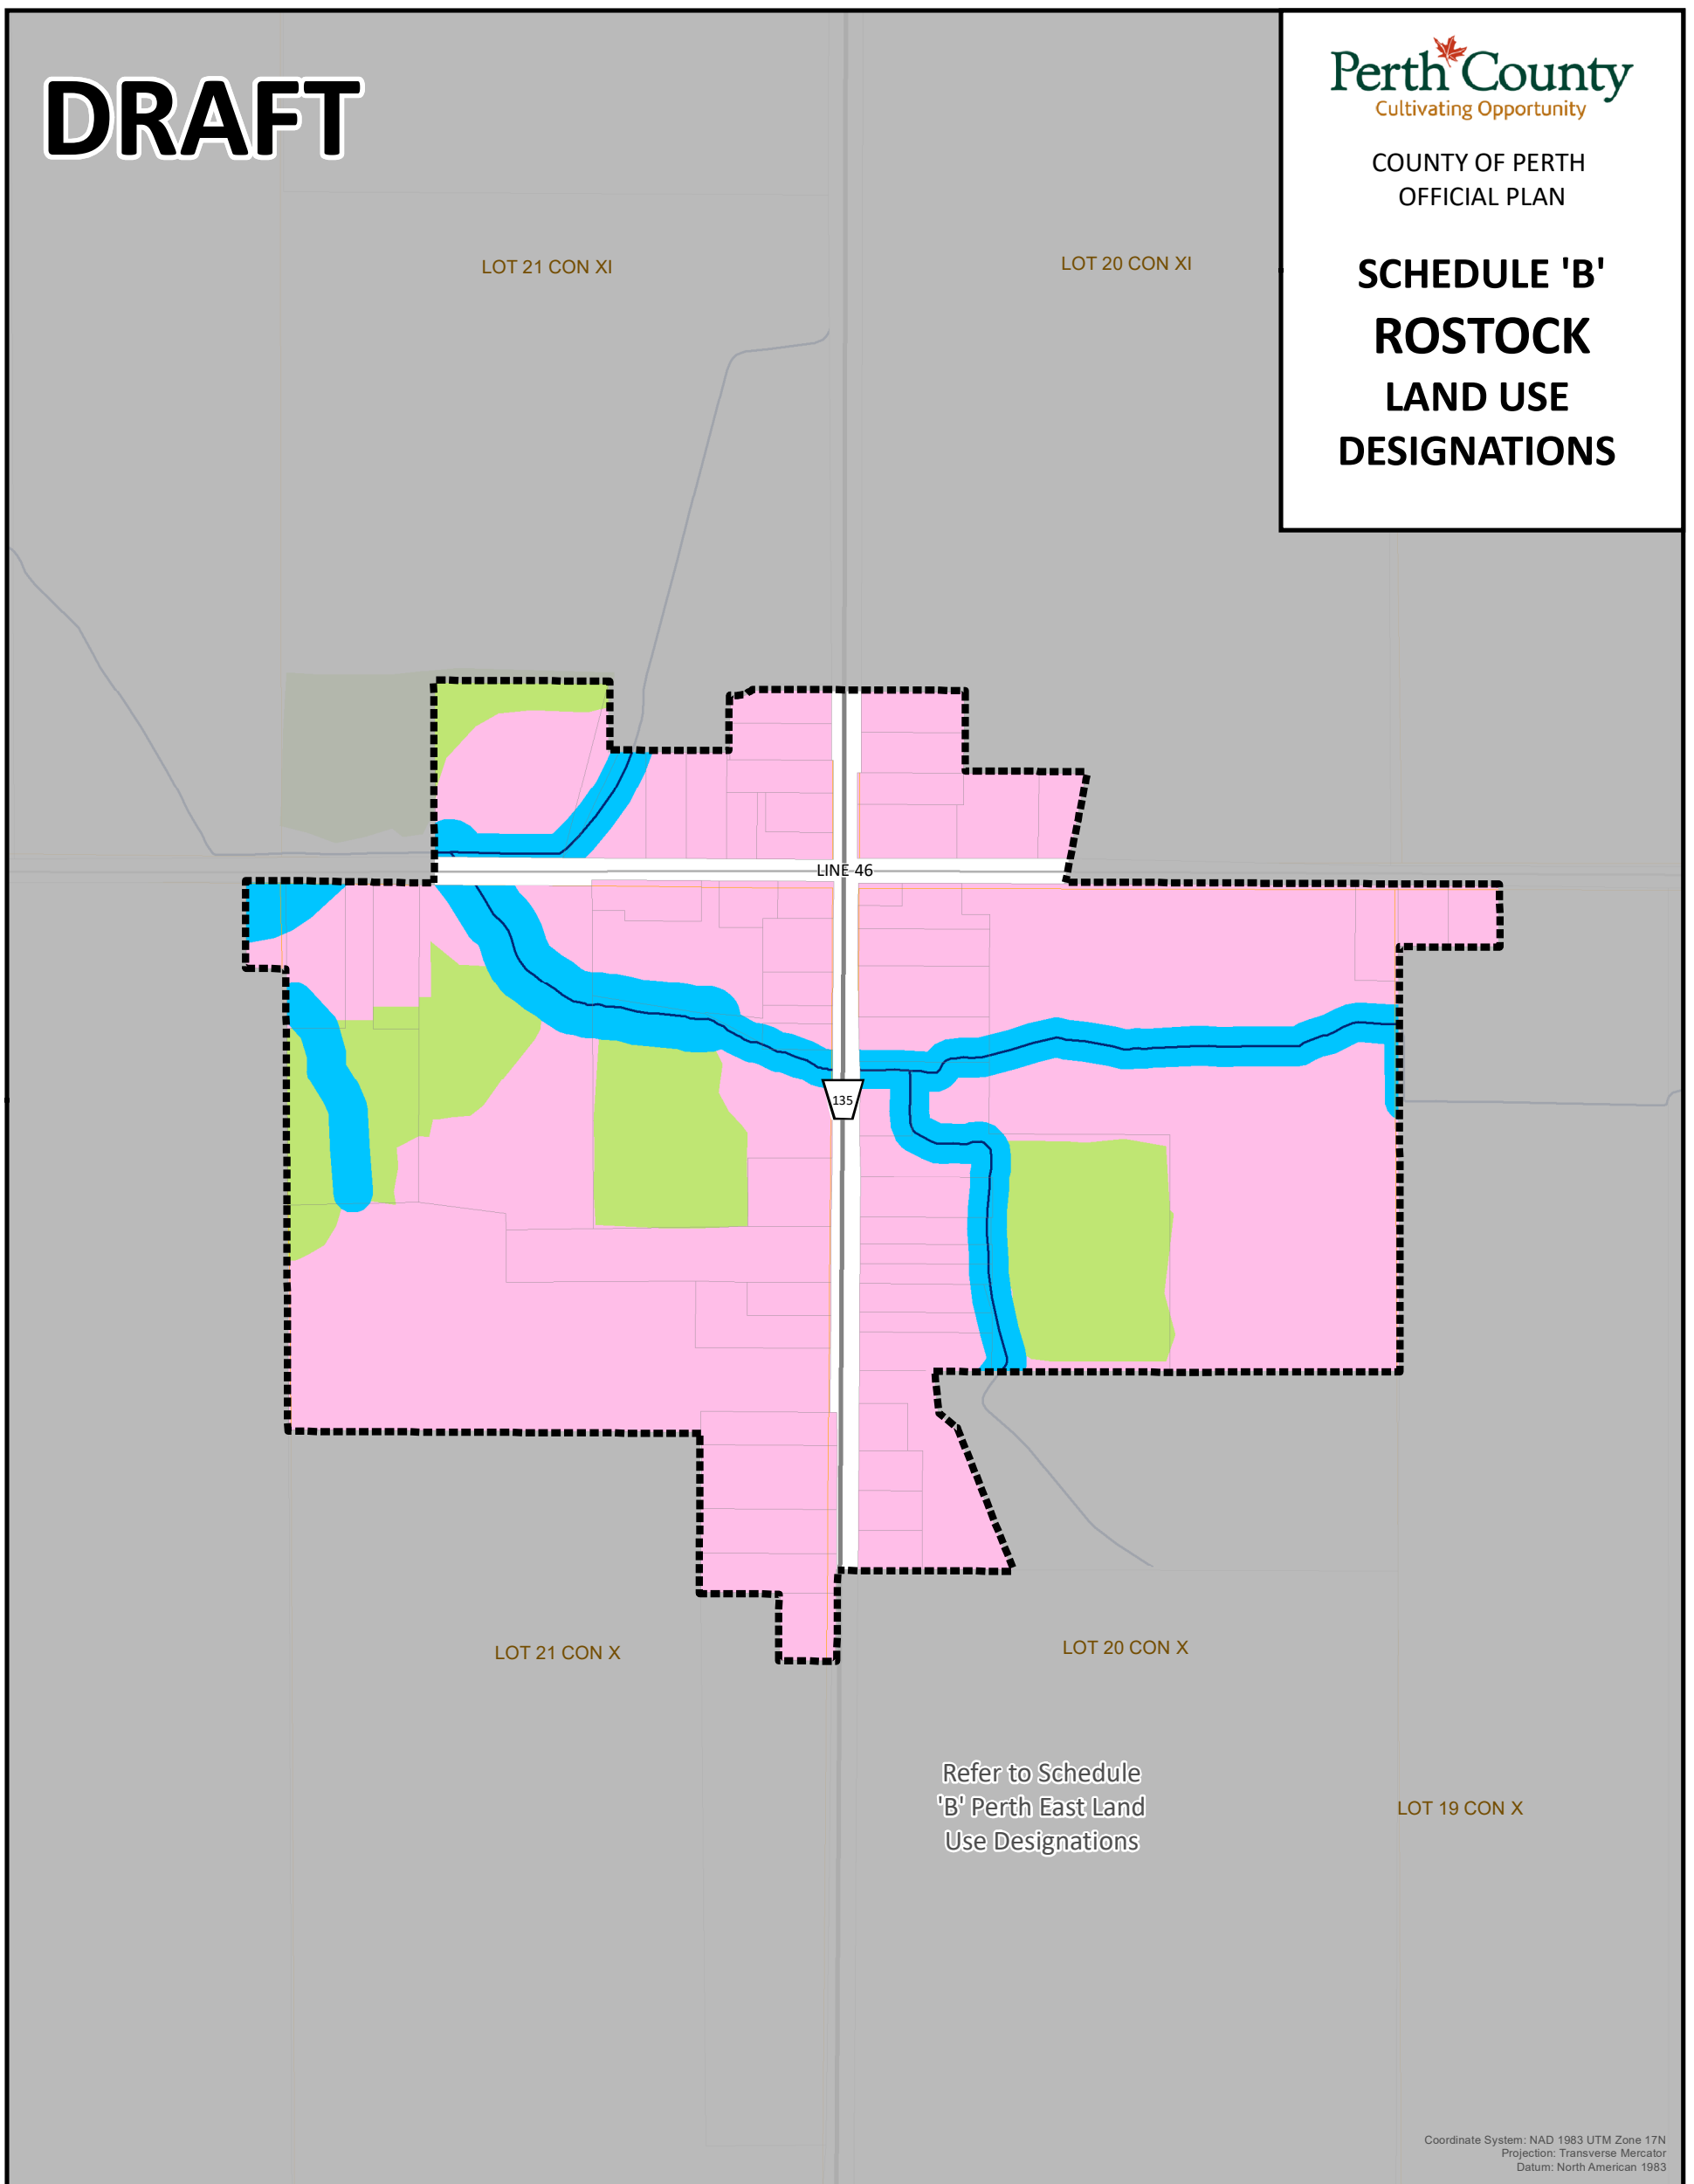 DRAFT
Perth County
Cultivating Opportunity
COUNTY OF PERTH
OFFICIAL PLAN
SCHEDULE 'B'
ROSTOCK
LAND USE
DESIGNATIONS
LOT 21 CON XI
LOT 20 CON XI
LINE 46
135
LOT 21 CON X
LOT 20 CON X
Refer to Schedule
'B' Perth East Land
Use Designations
LOT 19 CON X
Coordinate System: NAD 1983 UTM Zone 17N
Projection: Transverse Mercator
Datum: North American 1983